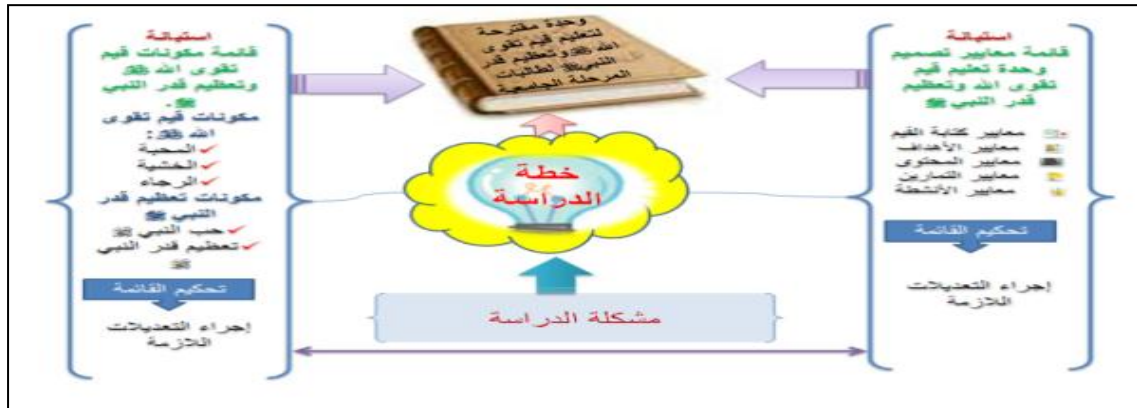 استبانة
قائمة معايير تصميم
وحدة تعليم قيم
تقوى الله وتعظيم
قدر النبي ﷺ
معايير كتابة القيم
معايير الأهداف
معايير المحتوى
معايير التمارين
معايير الأنشطة
تحكيم القائمة
إجراء التعديلات
اللازمة
وحدة مقترحة
لتعليم قيم تقوى
الله ﷻ وتعظيم قدر
النبي ﷺ لطالبات
المرحلة الجامعية
خطة
الدراسة
مشكلة الدراسة
استبانة
قائمة مكونات قيم
تقوى الله ﷻ
وتعظيم قدر النبي
ﷺ.
مكونات قيم تقوى
الله ﷻ:
المحبة
الخشية
الرجاء
مكونات تعظيم قدر
النبي ﷺ
حب النبي ﷺ
تعظيم قدر النبي
ﷺ
تحكيم القائمة
إجراء التعديلات
اللازمة